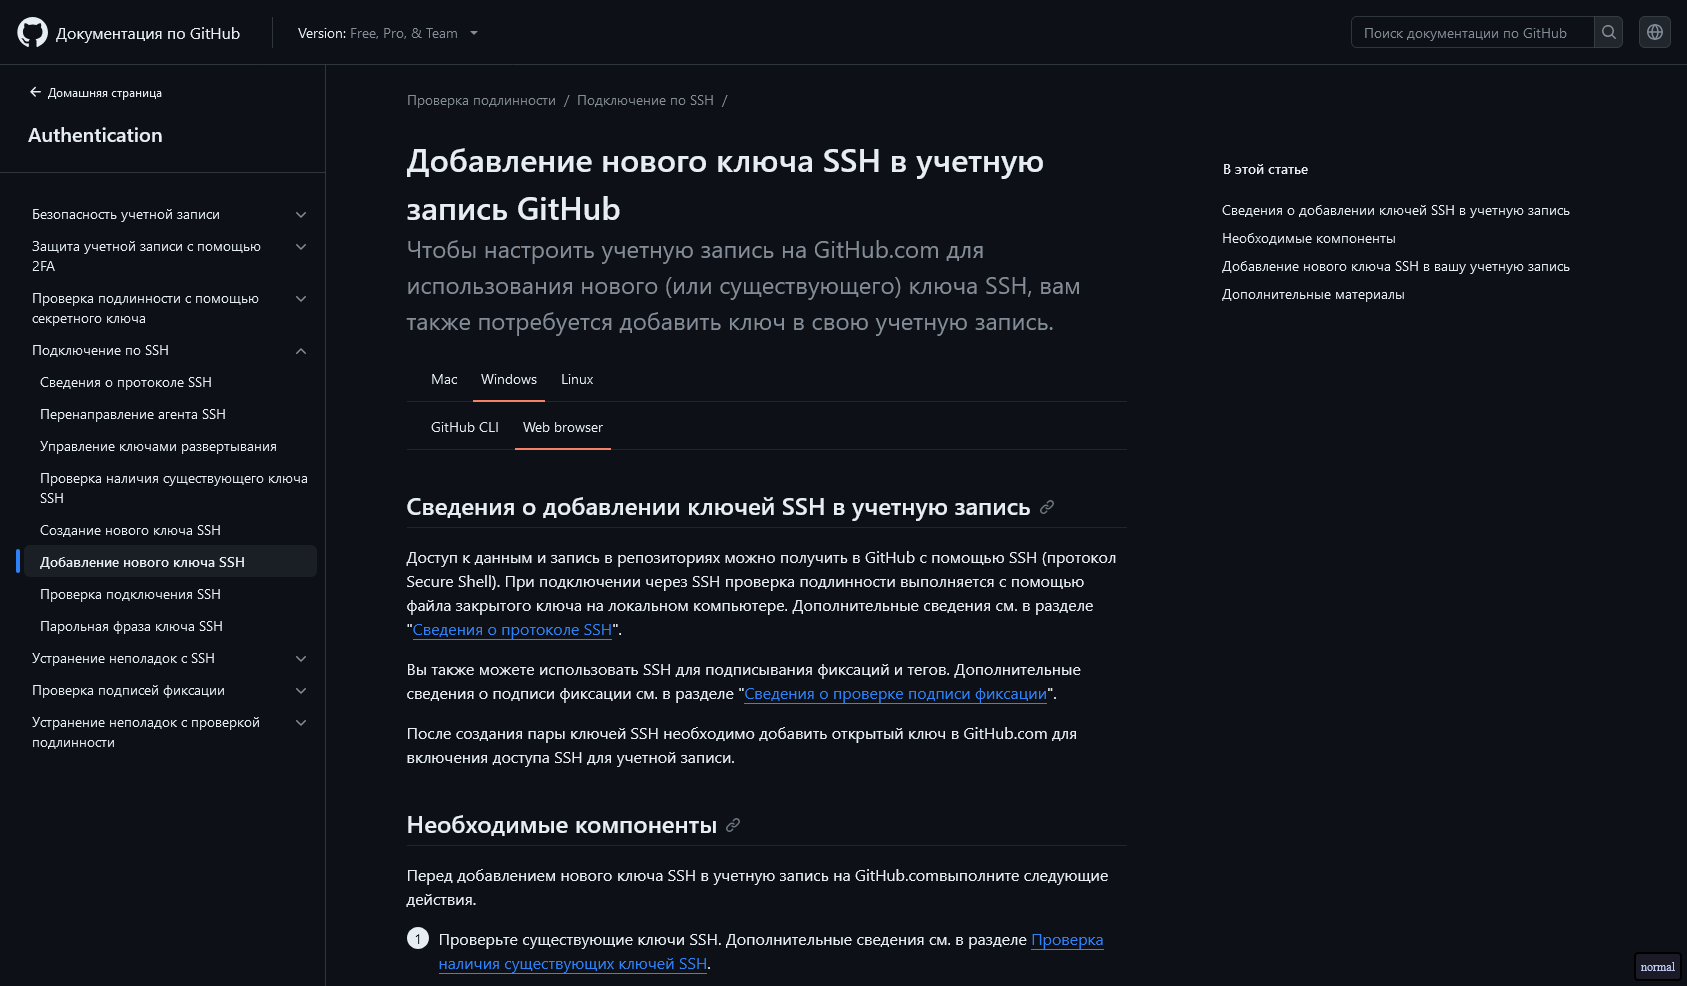 Документация по GitHub
Version: Free, Pro, & Team
Поиск документации по GitHub
Домашняя страница
Authentication
Безопасность учетной записи
Защита учетной записи с помощью
2FA
Проверка подлинности с помощью
секретного ключа
Подключение по SSH
Сведения о протоколе SSH
Перенаправление агента SSH
Управление ключами развертывания
Проверка наличия существующего ключа
SSH
Создание нового ключа SSH
Добавление нового ключа SSH
Проверка подключения SSH
Парольная фраза ключа SSH
Устранение неполадок с SSH
Проверка подписей фиксации
Устранение неполадок с проверкой
подлинности
Проверка подлинности / Подключение по SSH /
Добавление нового ключа SSH в учетную
запись GitHub
Чтобы настроить учетную запись на GitHub.com для
использования нового (или существующего) ключа SSH, вам
также потребуется добавить ключ в свою учетную запись.
Mac Windows Linux
GitHub CLI Web browser
Сведения о добавлении ключей SSH в учетную запись
Доступ к данным и запись в репозиториях можно получить в GitHub с помощью SSH (протокол
Secure Shell). При подключении через SSH проверка подлинности выполняется с помощью
файла закрытого ключа на локальном компьютере. Дополнительные сведения см. в разделе
"Сведения о протоколе SSH".
Вы также можете использовать SSH для подписывания фиксаций и тегов. Дополнительные
сведения о подписи фиксации см. в разделе "Сведения о проверке подписи фиксации".
После создания пары ключей SSH необходимо добавить открытый ключ в GitHub.com для
включения доступа SSH для учетной записи.
Необходимые компоненты
Перед добавлением нового ключа SSH в учетную запись на GitHub.comвыполните следующие
действия.
1 Проверьте существующие ключи SSH. Дополнительные сведения см. в разделе Проверка
наличия существующих ключей SSH.
В этой статье
Сведения о добавлении ключей SSH в учетную запись
Необходимые компоненты
Добавление нового ключа SSH в вашу учетную запись
Дополнительные материалы
normal